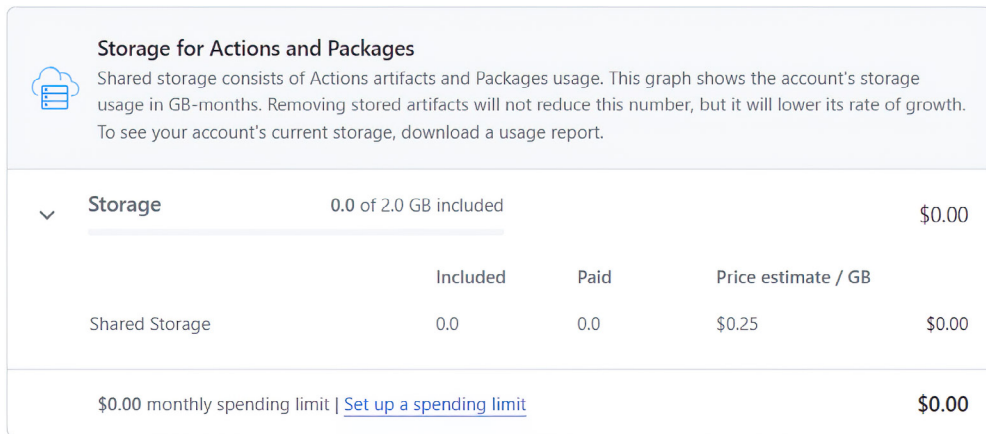 Storage for Actions and Packages
Shared storage consists of Actions artifacts and Packages usage. This graph shows the account's storage
usage in GB-months. Removing stored artifacts will not reduce this number, but it will lower its rate of growth.
To see your account's current storage, download a usage report.
Storage 0.0 of 2.0 GB included $0.00
Included Paid Price estimate / GB
Shared Storage 0.0 0.0 $0.25 $0.00
$0.00 monthly spending limit | Set up a spending limit $0.00